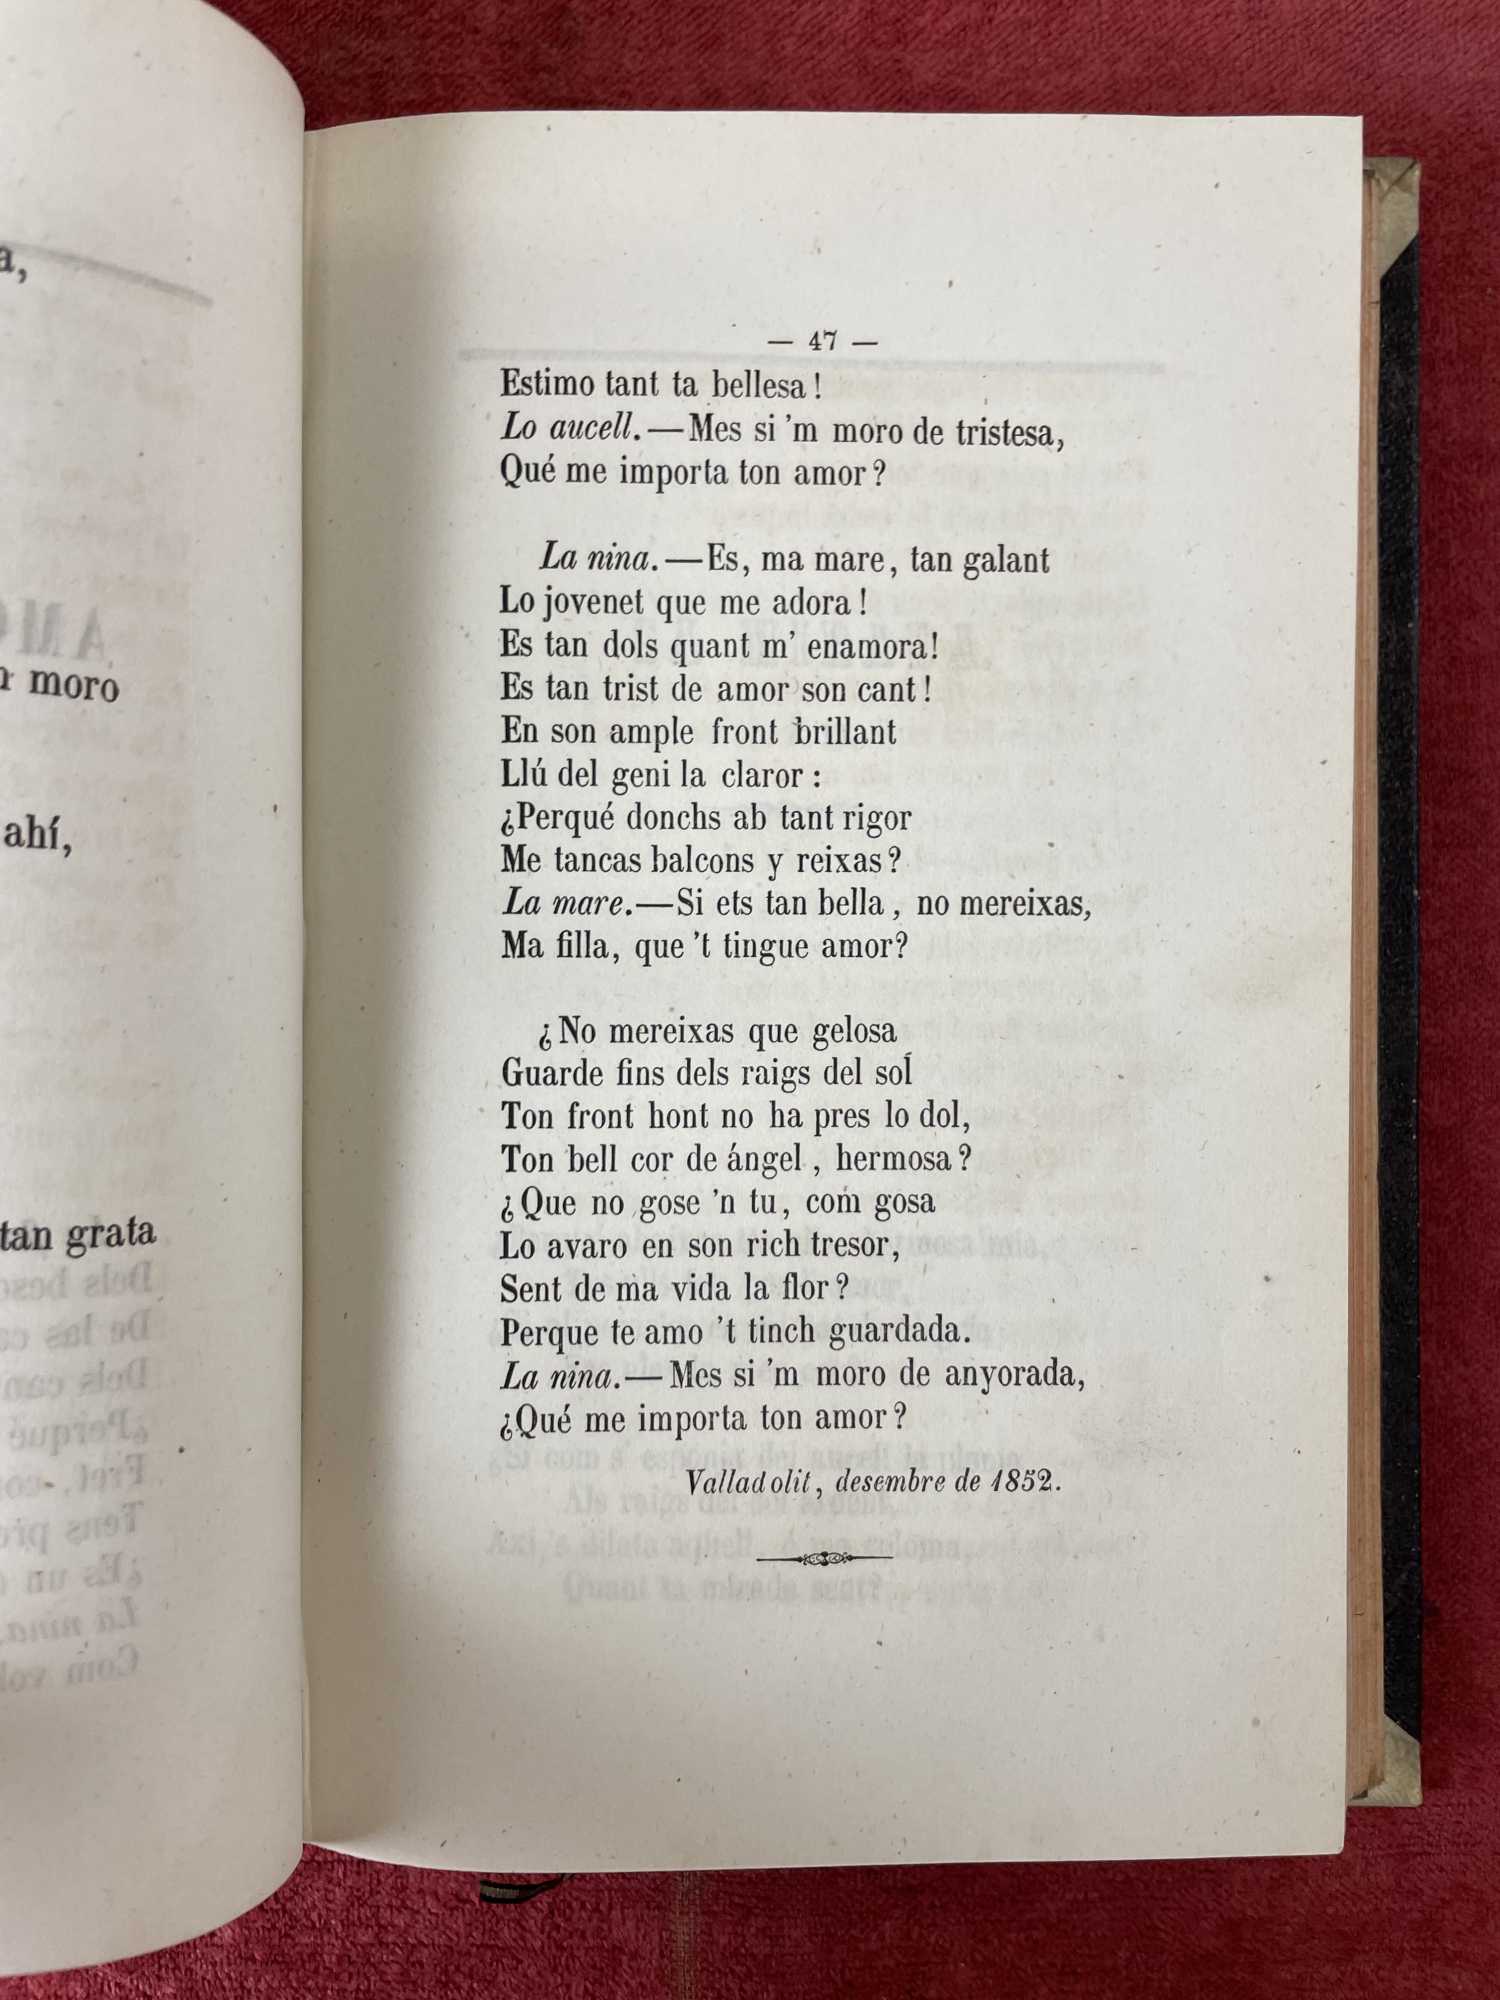 a,
moro
ahí,
tan grata
— 47 —
Estimo tant ta bellesa!
Lo aucell.—Mes si 'm moro de tristesa,
Qué me importa ton amor?
La nina.—Es, ma mare, tan galant
Lo jovenet que me adora!
Es tan dols quant m' enamora!
Es tan trist de amor son cant!
En son ample front brillant
Llú del geni la claror:
¿Perqué donchs ab tant rigor
Me tancas balcons y reixas?
La mare.—Si ets tan bella, no mereixas,
Ma filla, que 't tingue amor?
¿No mereixas que gelosa
Guarde fins dels raigs del sol
Ton front hont no ha pres lo dol,
Ton bell cor de ángel, hermosa?
¿Que no gose 'n tu, com gosa
Lo avaro en son rich tresor,
Sent de ma vida la flor?
Perque te amo 't tinch guardada.
La nina.—Mes si 'm moro de anyorada,
¿Qué me importa ton amor?
Valladolit, desembre de 1852.